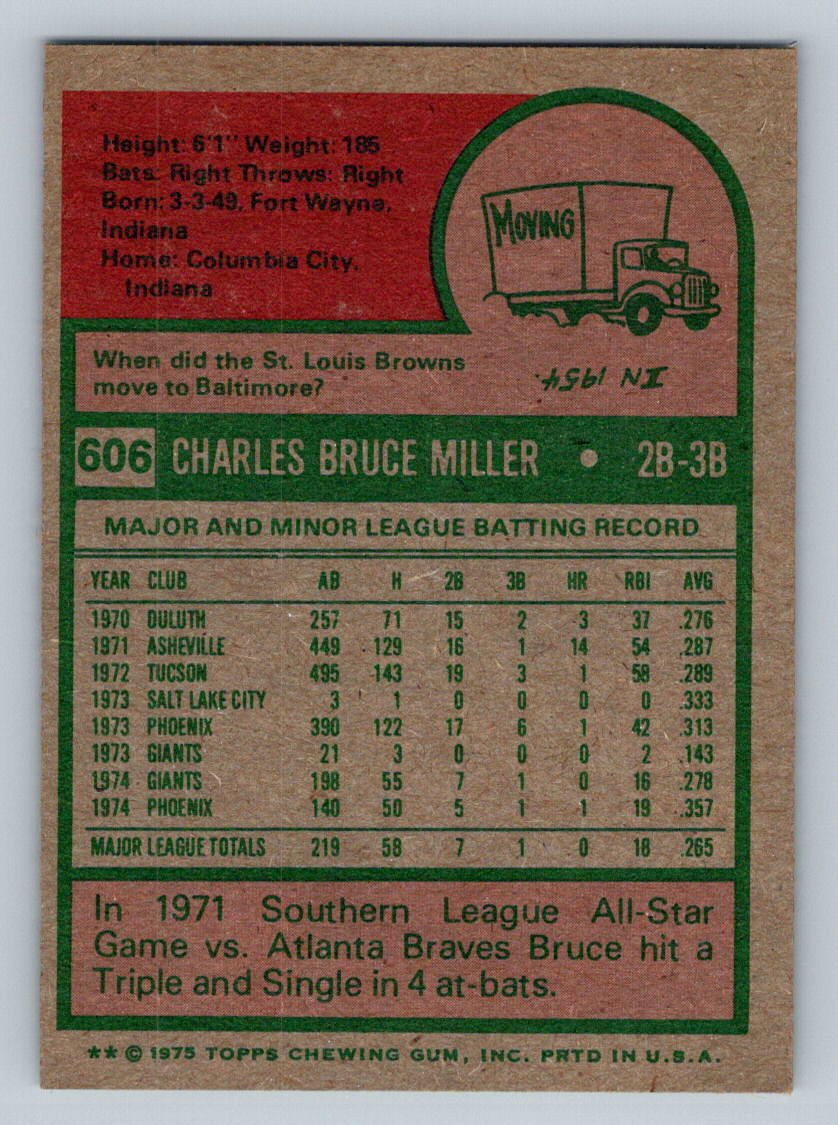 Height: 6'1" Weight: 185
Bats: Right Throws: Right
Born: 3-3-49, Fort Wayne,
Indiana
Home: Columbia City,
Indiana
MOVING
When did the St. Louis Browns
move to Baltimore?
IN 1954.
606 CHARLES BRUCE MILLER • 2B-3B
MAJOR AND MINOR LEAGUE BATTING RECORD
YEAR CLUB AB H 2B 3B HR RBI AVG
1970 DULUTH 257 71 15 2 3 37 .276
1971 ASHEVILLE 449 129 16 1 14 54 .287
1972 TUCSON 495 143 19 3 1 58 .289
1973 SALT LAKE CITY 3 1 0 0 0 0 .333
1973 PHOENIX 390 122 17 6 1 42 .313
1973 GIANTS 21 3 0 0 0 2 .143
1974 GIANTS 198 55 7 1 0 16 .278
1974 PHOENIX 140 50 5 1 1 19 .357
MAJOR LEAGUE TOTALS 219 58 7 1 0 18 .265
In 1971 Southern League All-Star
Game vs. Atlanta Braves Bruce hit a
Triple and Single in 4 at-bats.
** © 1975 TOPPS CHEWING GUM, INC. PRTD IN U.S.A.